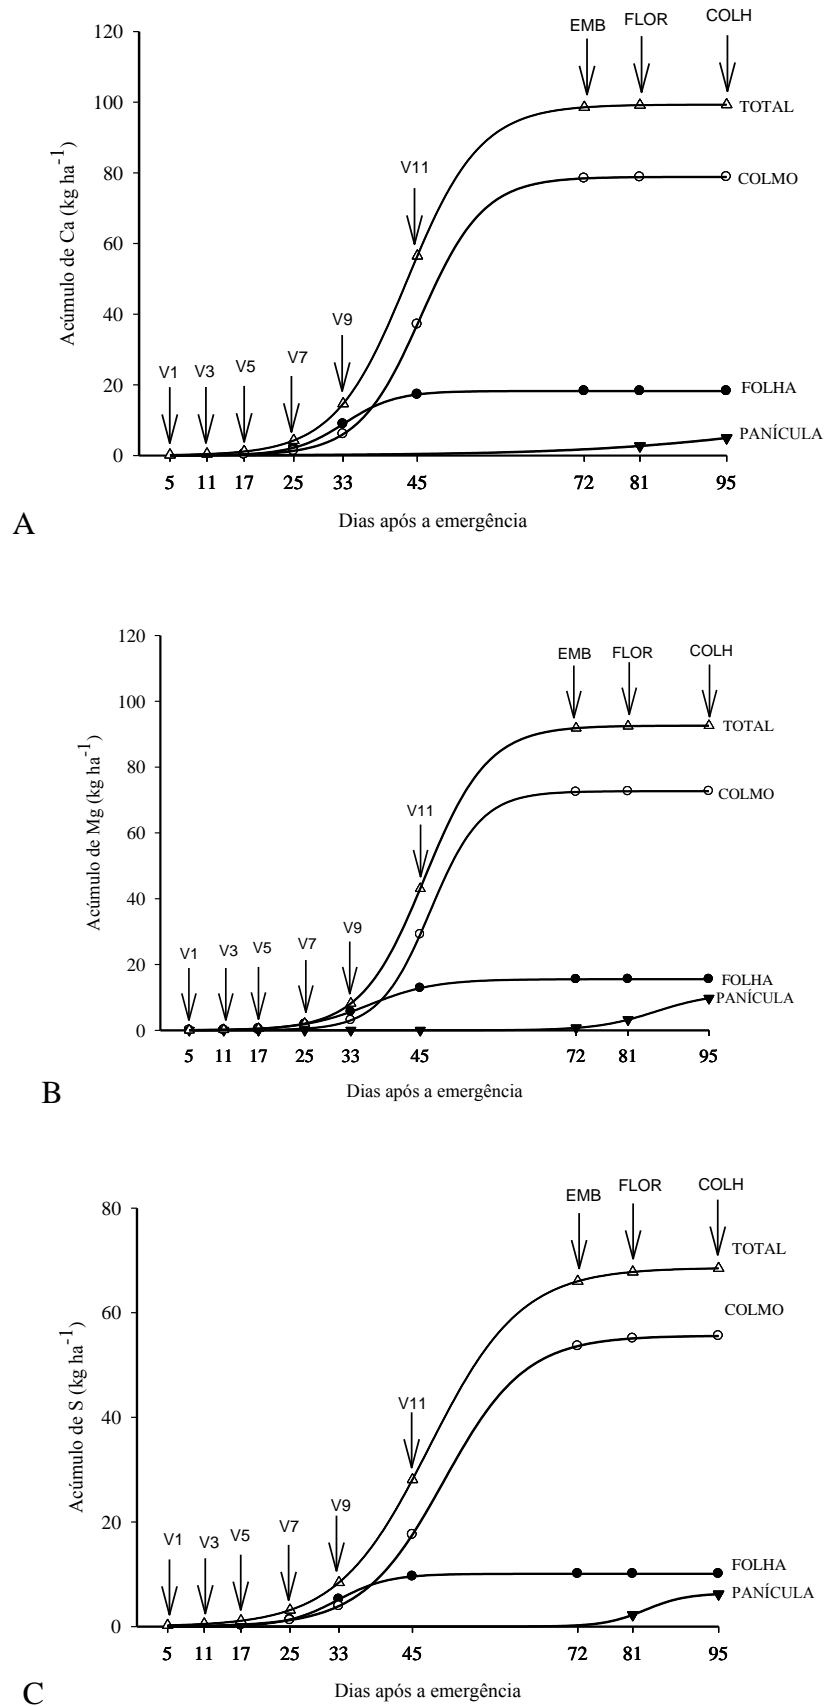 EMB FLOR COLH
120
100
80
60
40
20
0
Acúmulo de Ca (kg ha-1)
V1 V3 V5 V7 V9 V11
TOTAL
COLMO
FOLHA
PANÍCULA
5 11 17 25 33 45 72 81 95
Dias após a emergência
A
EMB FLOR COLH
120
100
80
60
40
20
0
Acúmulo de Mg (kg ha-1)
V1 V3 V5 V7 V9 V11
TOTAL
COLMO
FOLHA
PANÍCULA
5 11 17 25 33 45 72 81 95
Dias após a emergência
B
EMB FLOR COLH
80
60
40
20
0
Acúmulo de S (kg ha-1)
V1 V3 V5 V7 V9 V11
TOTAL
COLMO
FOLHA
PANÍCULA
5 11 17 25 33 45 72 81 95
Dias após a emergência
C